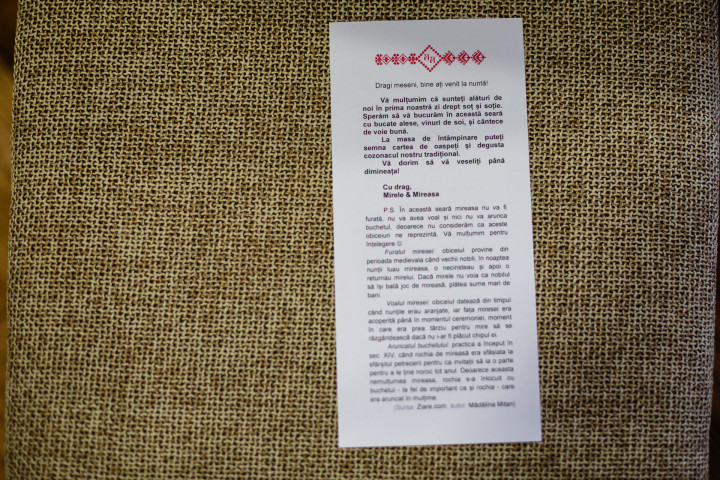 Dragi meseni, bine ați venit la nuntă!
Vă mulțumim că sunteți alături de
noi în prima noastră zi drept soț și soție.
Sperăm să vă bucurăm în această seară
cu bucate alese, vinuri de soi, și cântece
de voie bună.
La masa de întâmpinare puteți
semna cartea de oaspeți și degusta
cozonacul nostru tradițional.
Vă dorim să vă veseliți până
dimineața!
Cu drag,
Mirele & Mireasa
P.S. În această seară mireasa nu va fi
furată, nu va avea voal și nici nu va arunca
buchetul, deoarece nu considerăm ca aceste
obiceiuri ne reprezintă. Vă mulțumim pentru
înțelegere ☺
Furatul miresei: obiceiul provine din
perioada medievala când vechii nobili, în noaptea
nunții luau mireasa, o necinsteau și apoi o
returnau mirelui. Dacă mirele nu voia ca nobilul
să își bată joc de mireasă, plătea sume mari de
bani.
Voalul miresei: obiceiul datează din timpul
când nunțile erau aranjate, iar fața miresei era
acoperită până în momentul ceremoniei, moment
în care era prea târziu pentru mire să se
răzgândească dacă nu i-ar fi plăcut chipul ei.
Aruncatul buchetului: practica a început în
sec. XIV, când rochia de mireasă era sfâșiata la
sfârșitul petrecerii pentru ca invitații să ia o parte
pentru a le ține noroc tot anul. Deoarece aceasta
nemulțumea mireasa, rochia s-a înlocuit cu
buchetul - la fel de important ca și rochia - care
era aruncat în mulțime.
(Sursa: Ziare.com, autor: Mădălina Mitan)